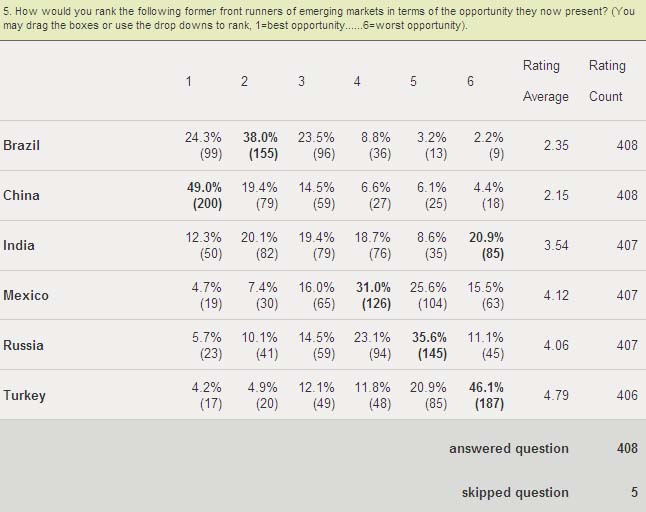 5. How would you rank the following former front runners of emerging markets in terms of the opportunity they now present? (You
may drag the boxes or use the drop downs to rank, 1=best opportunity......6=worst opportunity).
1 2 3 4 5 6 Rating Average Rating Count
Brazil 24.3% 38.0% 23.5% 8.8% 3.2% 2.2% 2.35 408
(99) (155) (96) (36) (13) (9)
China 49.0% 19.4% 14.5% 6.6% 6.1% 4.4% 2.15 408
(200) (79) (59) (27) (25) (18)
India 12.3% 20.1% 19.4% 18.7% 8.6% 20.9% 3.54 407
(50) (82) (79) (76) (35) (85)
Mexico 4.7% 7.4% 16.0% 31.0% 25.6% 15.5% 4.12 407
(19) (30) (65) (126) (104) (63)
Russia 5.7% 10.1% 14.5% 23.1% 35.6% 11.1% 4.06 407
(23) (41) (59) (94) (145) (45)
Turkey 4.2% 4.9% 12.1% 11.8% 20.9% 46.1% 4.79 406
(17) (20) (49) (48) (85) (187)
answered question 408
skipped question 5